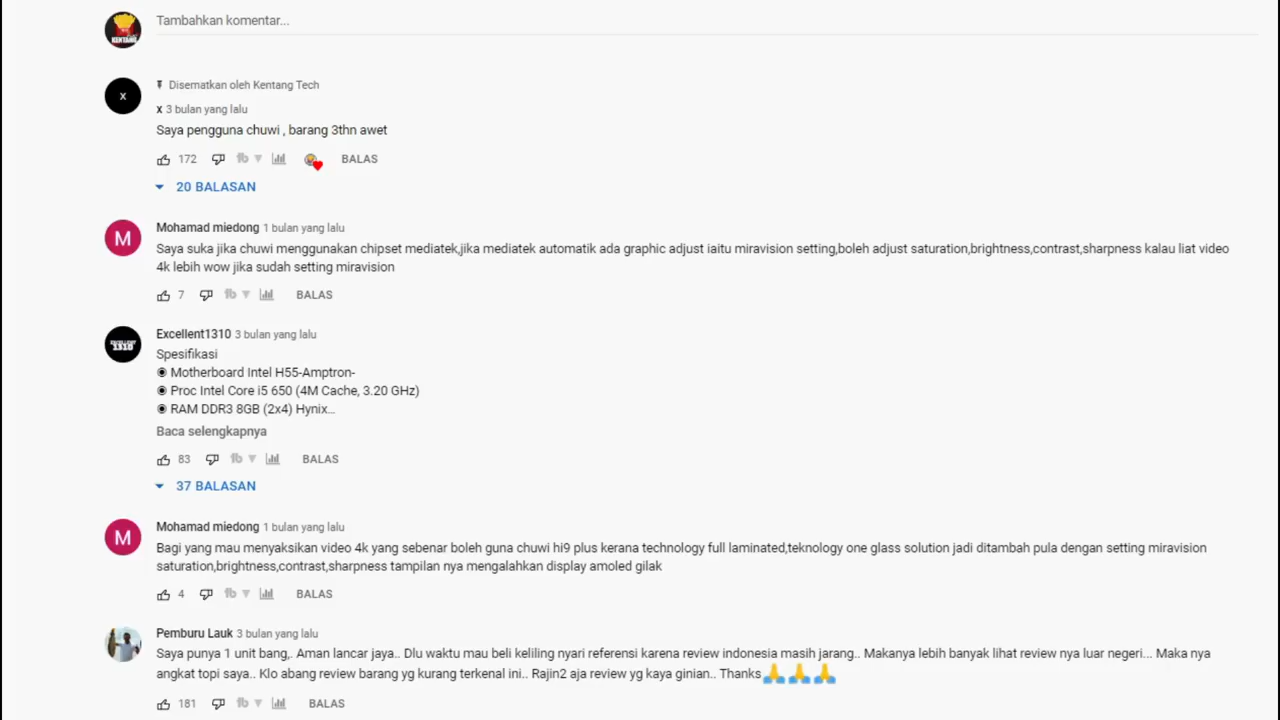 KENTANG
Tambahkan komentar...
Disematkan oleh Kentang Tech
x
x 3 bulan yang lalu
Saya pengguna chuwi , barang 3thn awet
172 BALAS
20 BALASAN
M
Mohamad miedong 1 bulan yang lalu
Saya suka jika chuwi menggunakan chipset mediatek,jika mediatek automatik ada graphic adjust iaitu miravision setting,boleh adjust saturation,brightness,contrast,sharpness kalau liat video
4k lebih wow jika sudah setting miravision
7 BALAS
1310
Excellent1310 3 bulan yang lalu
Spesifikasi
◉ Motherboard Intel H55-Amptron-
◉ Proc Intel Core i5 650 (4M Cache, 3.20 GHz)
◉ RAM DDR3 8GB (2x4) Hynix...
Baca selengkapnya
83 BALAS
37 BALASAN
M
Mohamad miedong 1 bulan yang lalu
Bagi yang mau menyaksikan video 4k yang sebenar boleh guna chuwi hi9 plus kerana technology full laminated,teknology one glass solution jadi ditambah pula dengan setting miravision
saturation,brightness,contrast,sharpness tampilan nya mengalahkan display amoled gilak
4 BALAS
Pemburu Lauk 3 bulan yang lalu
Saya punya 1 unit bang,. Aman lancar jaya.. Dlu waktu mau beli keliling nyari referensi karena review indonesia masih jarang.. Makanya lebih banyak lihat review nya luar negeri... Maka nya
angkat topi saya.. Klo abang review barang yg kurang terkenal ini.. Rajin2 aja review yg kaya ginian.. Thanks🙏🙏🙏
181 BALAS